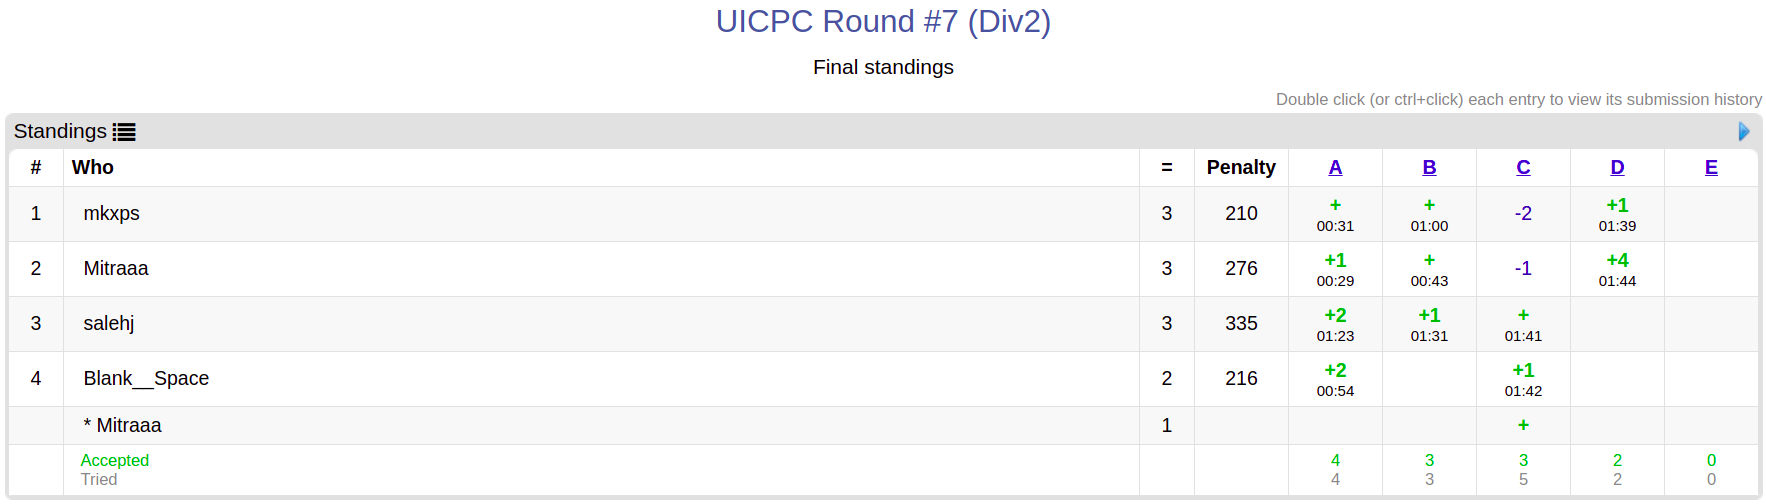 UICPC Round #7 (Div2)
Final standings
Double click (or ctrl+click) each entry to view its submission history
Standings
# Who = Penalty A B C D E
1 mkxps 3 210 + 00:31 + 01:00 -2 +1 01:39
2 Mitraaa 3 276 +1 00:29 + 00:43 -1 +4 01:44
3 salehj 3 335 +2 01:23 +1 01:31 + 01:41
4 Blank__Space 2 216 +2 00:54 +1 01:42
* Mitraaa 1 +
Accepted 4 3 3 2 0
Tried 4 3 5 2 0